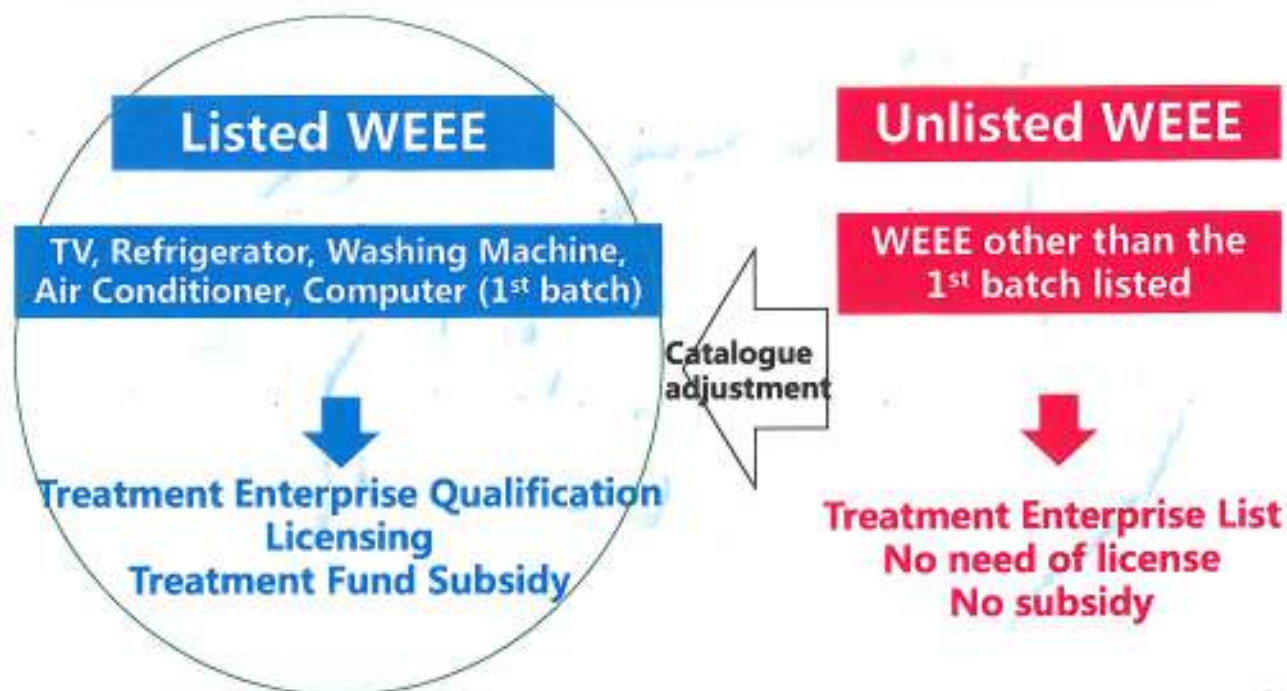 Listed WEEE
TV, Refrigerator, Washing Machine,
Air Conditioner, Computer (1st batch)
Treatment Enterprise Qualification
Licensing
Treatment Fund Subsidy
Catalogue
adjustment
Unlisted WEEE
WEEE other than the
1st batch listed
Treatment Enterprise List
No need of license
No subsidy